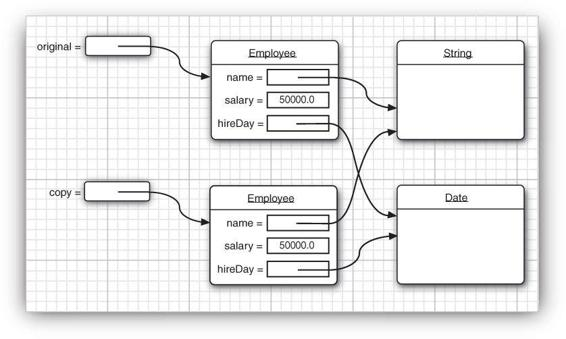 original =
Employee
name =
salary = 50000.0
hireDay =
String
copy =
Employee
name =
salary = 50000.0
hireDay =
Date